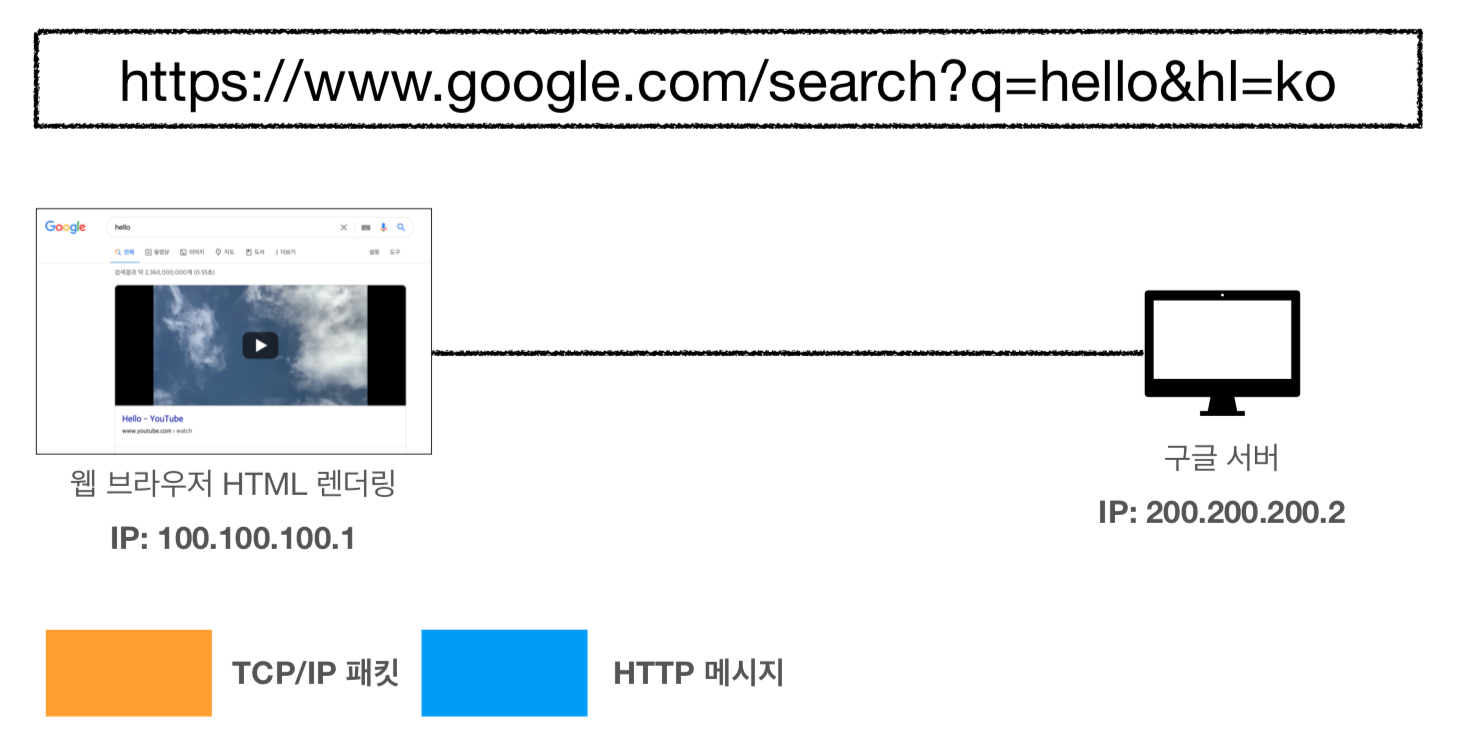 https://www.google.com/search?q=hello&hl=ko
Google hello
전체 동영상 이미지 지도 도서 더보기 설정 도구
검색결과 약 2,360,000,000개 (0.55초)
Hello - YouTube
www.youtube.com › watch
웹 브라우저 HTML 렌더링
IP: 100.100.100.1
구글 서버
IP: 200.200.200.2
TCP/IP 패킷 HTTP 메시지